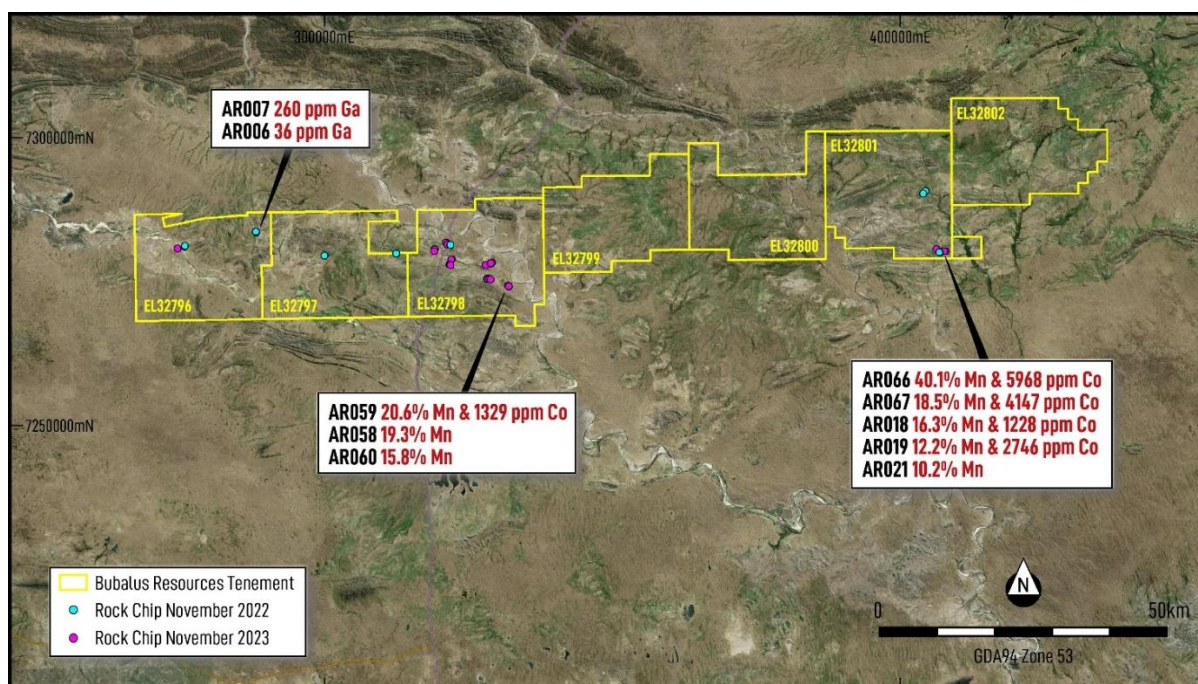 300000mE
400000mE
AR007 260 ppm Ga
AR006 36 ppm Ga
7300000mN
EL32802
EL32801
EL32800
EL32799
EL32796
EL32797
EL32798
AR059 20.6% Mn & 1329 ppm Co
AR058 19.3% Mn
AR060 15.8% Mn
AR066 40.1% Mn & 5968 ppm Co
AR067 18.5% Mn & 4147 ppm Co
AR018 16.3% Mn & 1228 ppm Co
AR019 12.2% Mn & 2746 ppm Co
AR021 10.2% Mn
7250000mN
Bubalus Resources Tenement
Rock Chip November 2022
Rock Chip November 2023
N
0
50km
GDA94 Zone 53